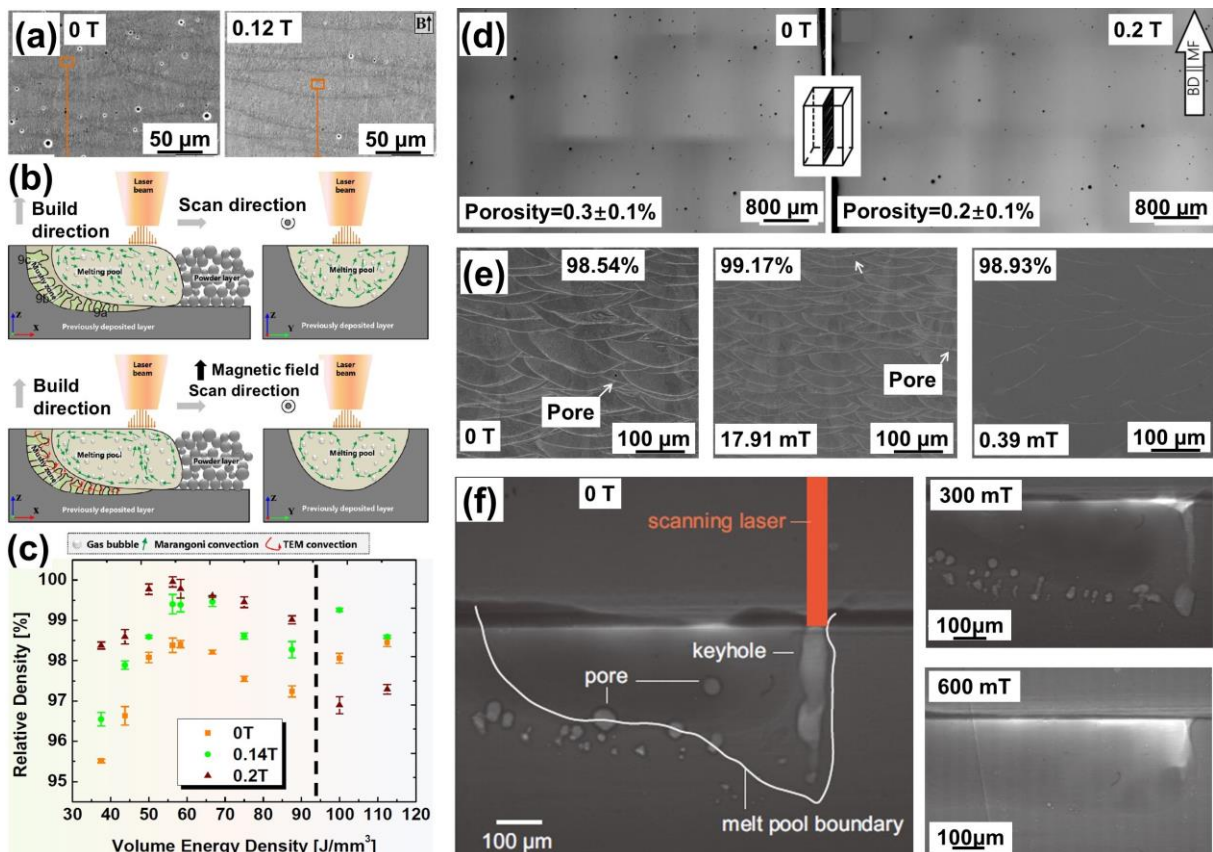 (a)
0 T
0.12 T
B↑
50 μm
50 μm
(b)
Laser
beam
Build
direction
Scan direction
9c
9b
9a
Mushy zone
Melting pool
Powder layer
Previously deposited layer
Z
X
Laser
beam
Melting pool
Previously deposited layer
Z
Y
Laser
beam
Build
direction
Magnetic field
Scan direction
Mushy zone
Melting pool
Powder layer
Previously deposited layer
Z
X
Laser
beam
Melting pool
Previously deposited layer
Z
Y
Gas bubble Marangoni convection TEM convection
(c)
Relative Density [%]
100
99
98
97
96
95
0T
0.14T
0.2T
30 40 50 60 70 80 90 100 110 120
Volume Energy Density [J/mm³]
(d)
0 T
Porosity=0.3±0.1%
800 μm
0.2 T
BD || MF
Porosity=0.2±0.1%
800 μm
(e)
98.54%
Pore
0 T
100 μm
99.17%
Pore
17.91 mT
100 μm
98.93%
0.39 mT
100 μm
(f)
0 T
scanning laser
keyhole
pore
melt pool boundary
100 μm
300 mT
100μm
600 mT
100μm